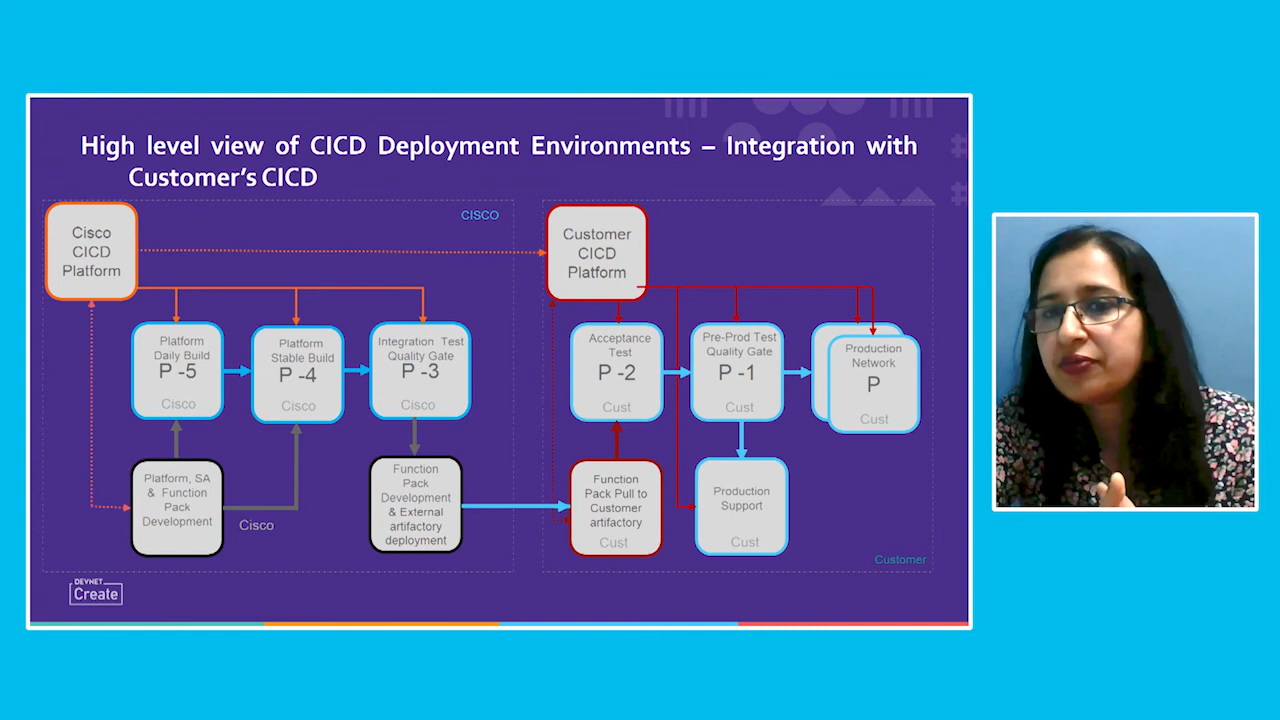 High level view of CICD Deployment Environments – Integration with
Customer's CICD
CISCO
Cisco
CICD
Platform
Customer
CICD
Platform
Platform
Daily Build
P -5
Cisco
Platform
Stable Build
P -4
Cisco
Integration Test
Quality Gate
P -3
Cisco
Acceptance
Test
P -2
Cust
Pre-Prod Test
Quality Gate
P -1
Cust
Production
Network
P
Cust
Platform, SA
& Function
Pack
Development
Cisco
Function
Pack
Development
& External
artifactory
deployment
Function
Pack Pull to
Customer
artifactory
Cust
Production
Support
Cust
Customer
DEVNET
Create